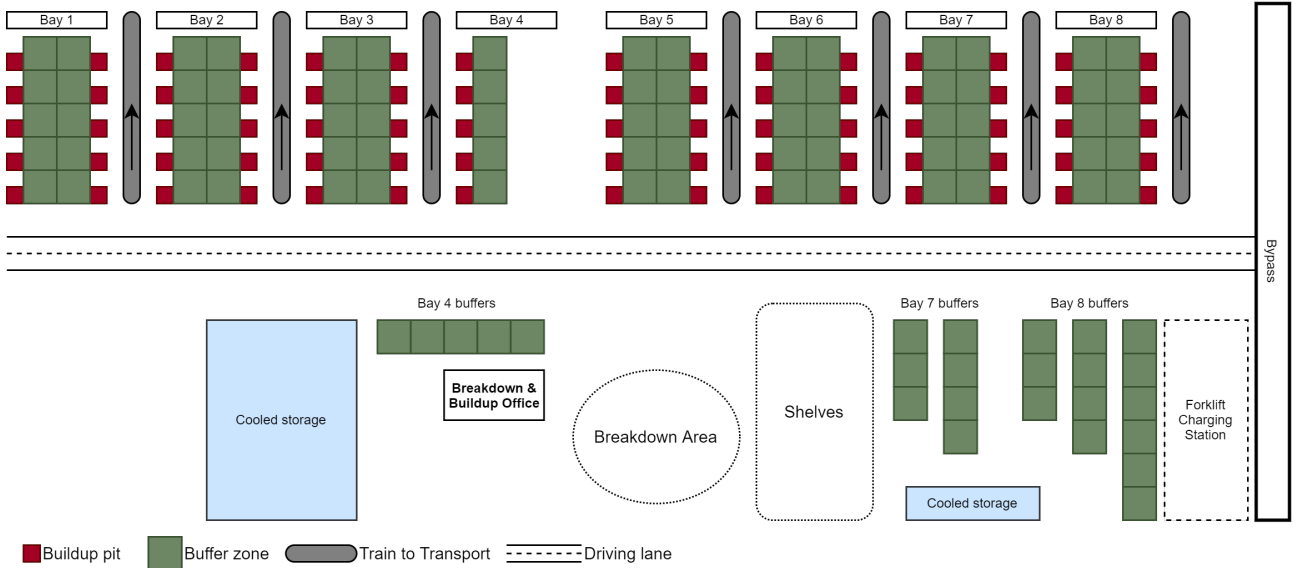 Bay 1
Bay 2
Bay 3
Bay 4
Bay 5
Bay 6
Bay 7
Bay 8
Bypass
Bay 4 buffers
Bay 7 buffers
Bay 8 buffers
Cooled storage
Breakdown &
Buildup Office
Breakdown Area
Shelves
Forklift
Charging
Station
Cooled storage
Buildup pit
Buffer zone
Train to Transport
Driving lane